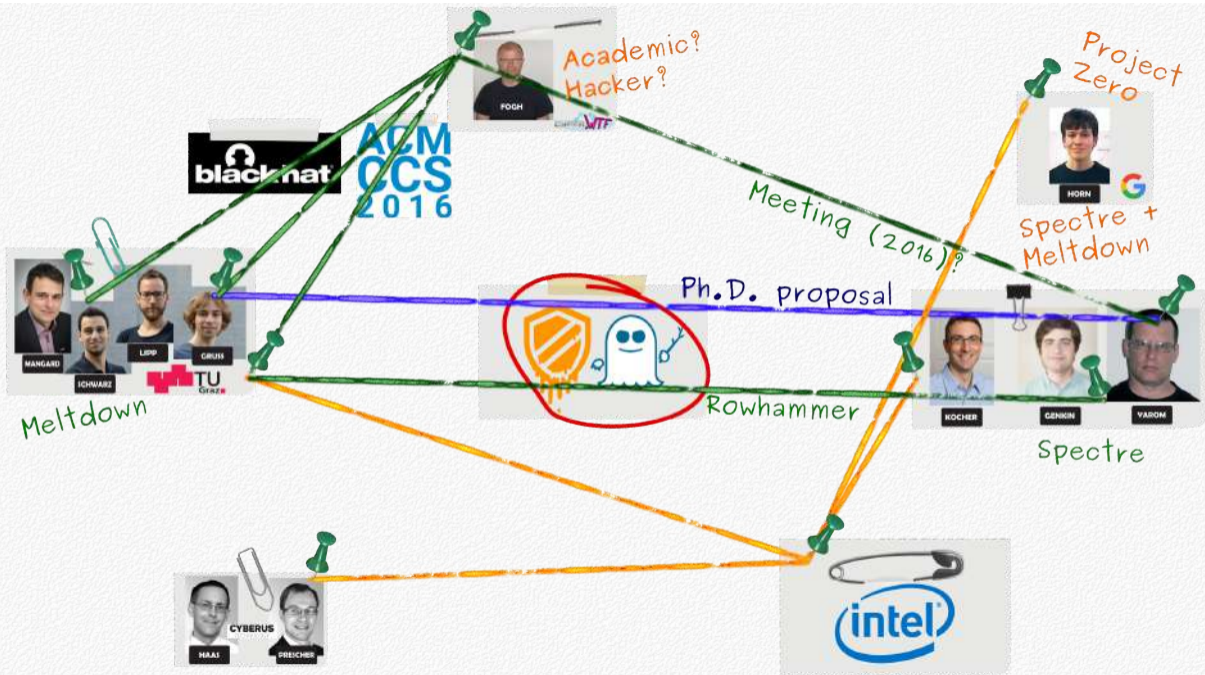 Academic?
Hacker?
FOGH
WTF
Project
Zero
HORN
G
Spectre +
Meltdown
blackhat
ACM
CCS
2016
Meeting (2016)?
MANGARD
SCHWARZ
LIPP
GRUSS
TU
Graz
Meltdown
Ph.D. proposal
Rowhammer
KOCHER
GENKIN
YAROM
Spectre
HAAS
CYBERUS
PRESCHER
intel